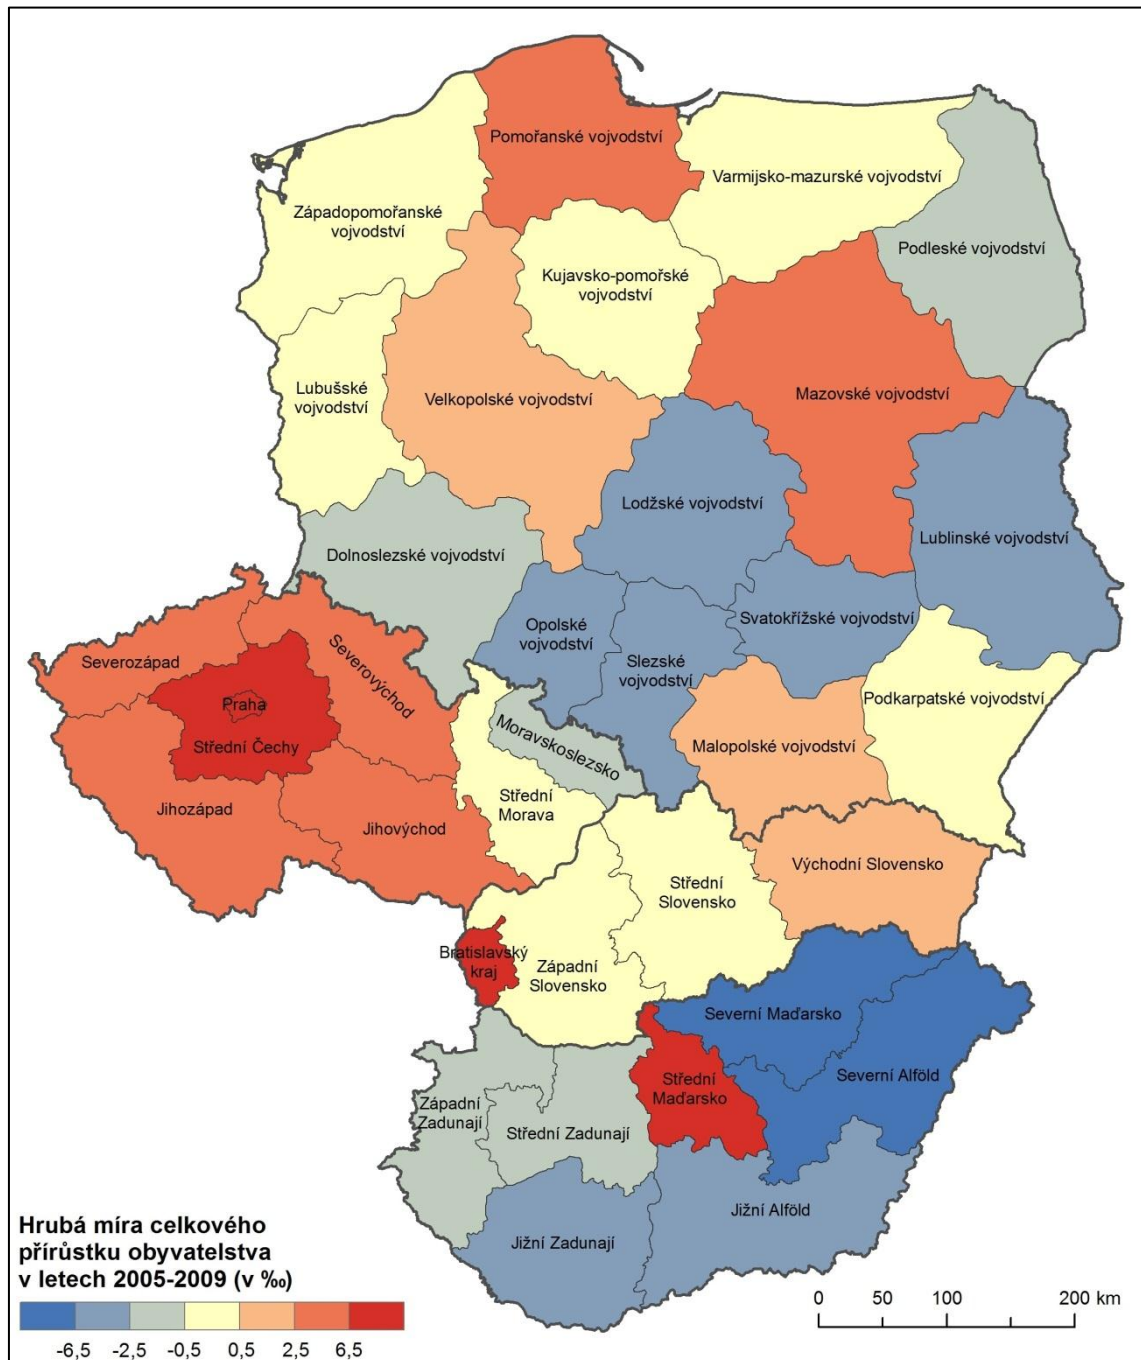 Pomořanské vojvodství
Varmijsko-mazurské vojvodství
Západopomořanské
vojvodství
Podleské vojvodství
Kujavsko-pomořské
vojvodství
Lubušské
vojvodství
Velkopolské vojvodství
Mazovské vojvodství
Lodžské vojvodství
Lublinské vojvodství
Dolnoslezské vojvodství
Opolské
vojvodství
Svatokřížské vojvodství
Slezské
vojvodství
Severozápad
Severovýchod
Praha
Střední Čechy
Podkarpatské vojvodství
Moravskoslezsko
Malopolské vojvodství
Jihozápad
Střední
Morava
Jihovýchod
Východní Slovensko
Střední
Slovensko
Bratislavský
kraj
Západní
Slovensko
Severní Maďarsko
Severní Alföld
Střední
Maďarsko
Západní
Zadunají
Střední Zadunají
Jižní Alföld
Jižní Zadunají
Hrubá míra celkového
přírůstku obyvatelstva
v letech 2005-2009 (v ‰)
-6,5 -2,5 -0,5 0,5 2,5 6,5
0 50 100 200 km